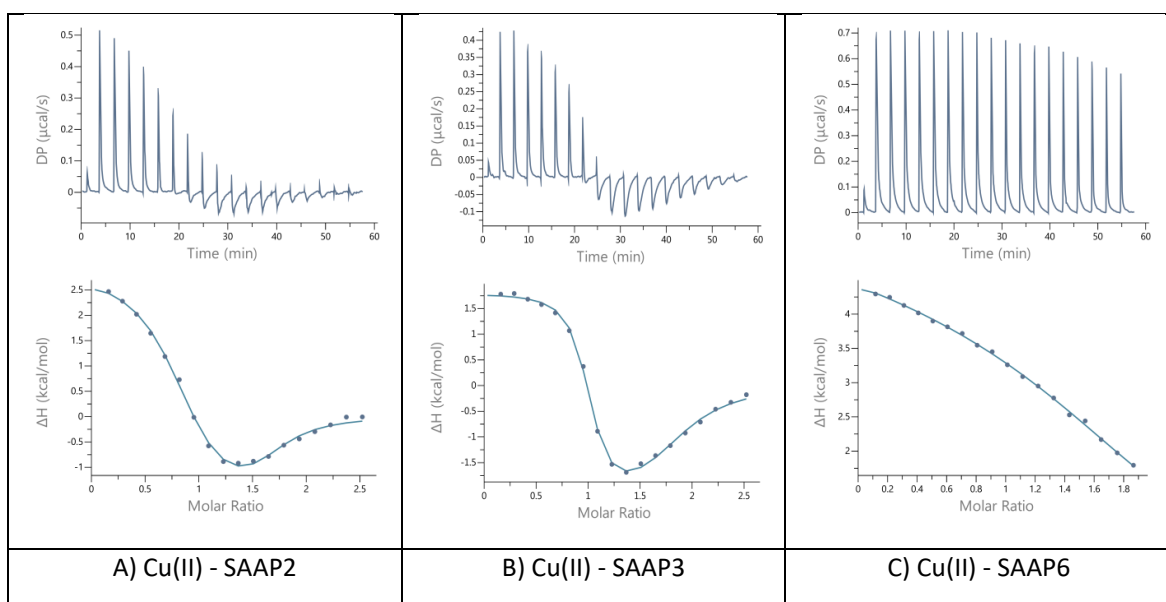 0.5
0.4
0.3
0.2
0.1
0
DP (µcal/s)
0 10 20 30 40 50 60
Time (min)
2.5
2
1.5
1
0.5
0
-0.5
-1
ΔH (kcal/mol)
0 0.5 1.0 1.5 2.0 2.5
Molar Ratio
0.4
0.35
0.3
0.25
0.2
0.15
0.1
0.05
0
-0.05
-0.1
DP (µcal/s)
0 10 20 30 40 50 60
Time (min)
1.5
1.0
0.5
0
-0.5
-1.0
-1.5
ΔH (kcal/mol)
0 0.5 1 1.5 2 2.5
Molar Ratio
0.7
0.6
0.5
0.4
0.3
0.2
0.1
0
DP (µcal/s)
0 10 20 30 40 50 60
Time (min)
4
3.5
3
2.5
2
ΔH (kcal/mol)
0 0.2 0.4 0.6 0.8 1 1.2 1.4 1.6 1.8
Molar Ratio
A) Cu(II) - SAAP2
B) Cu(II) - SAAP3
C) Cu(II) - SAAP6